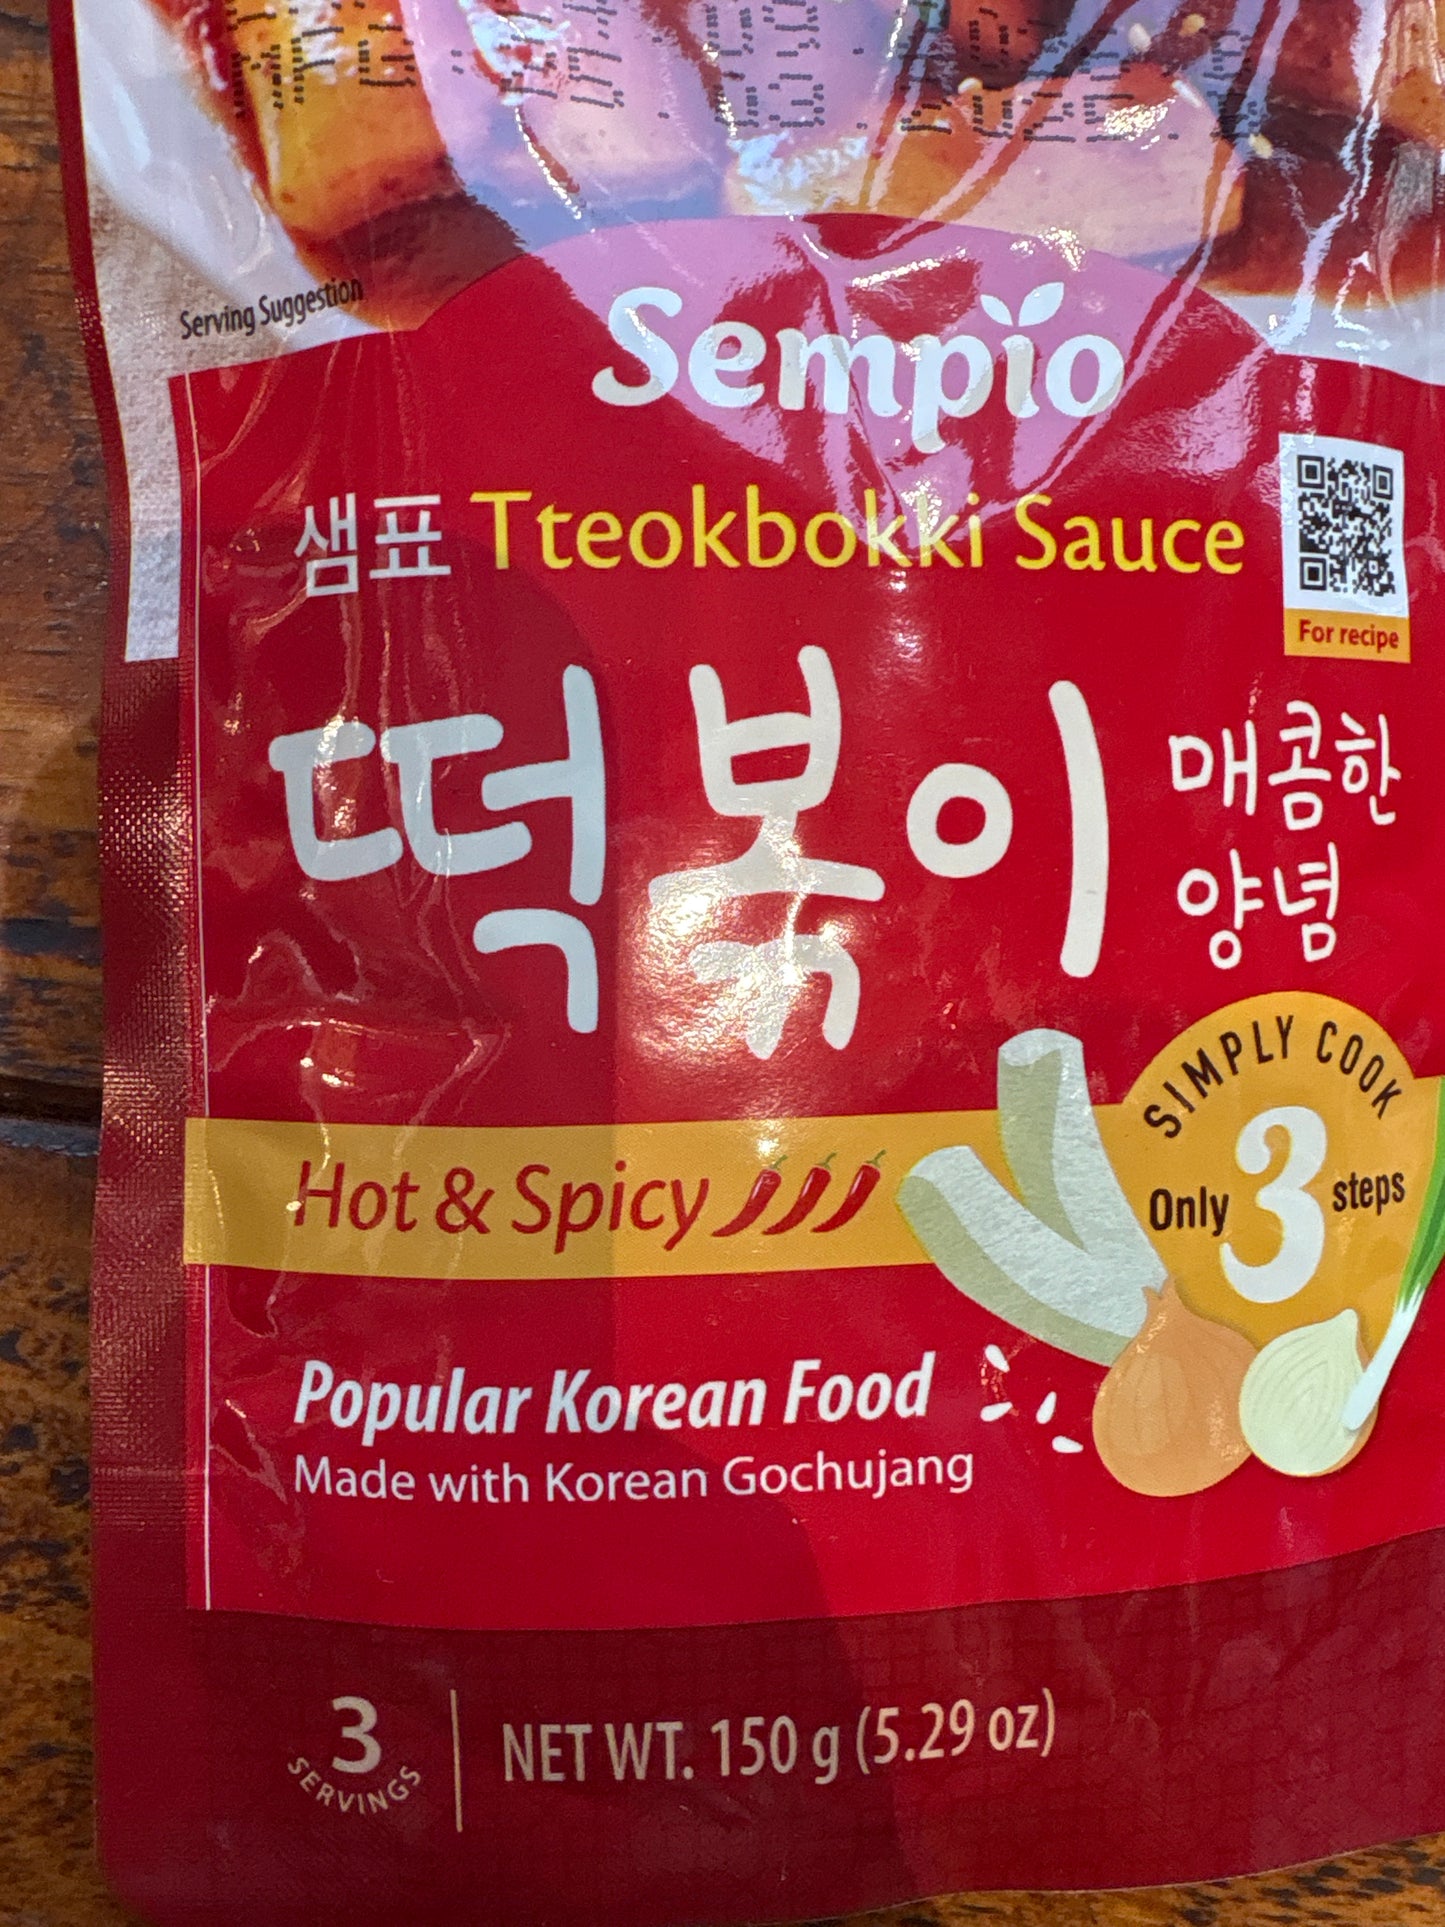 Serving Suggestion
Sempio
샘표 Tteokbokki Sauce
For recipe
떡볶이
매콤한
양념
SIMPLY COOK
Only 3 steps
Hot & Spicy
Popular Korean Food
Made with Korean Gochujang
3
SERVINGS
NET WT. 150 g (5.29 oz)